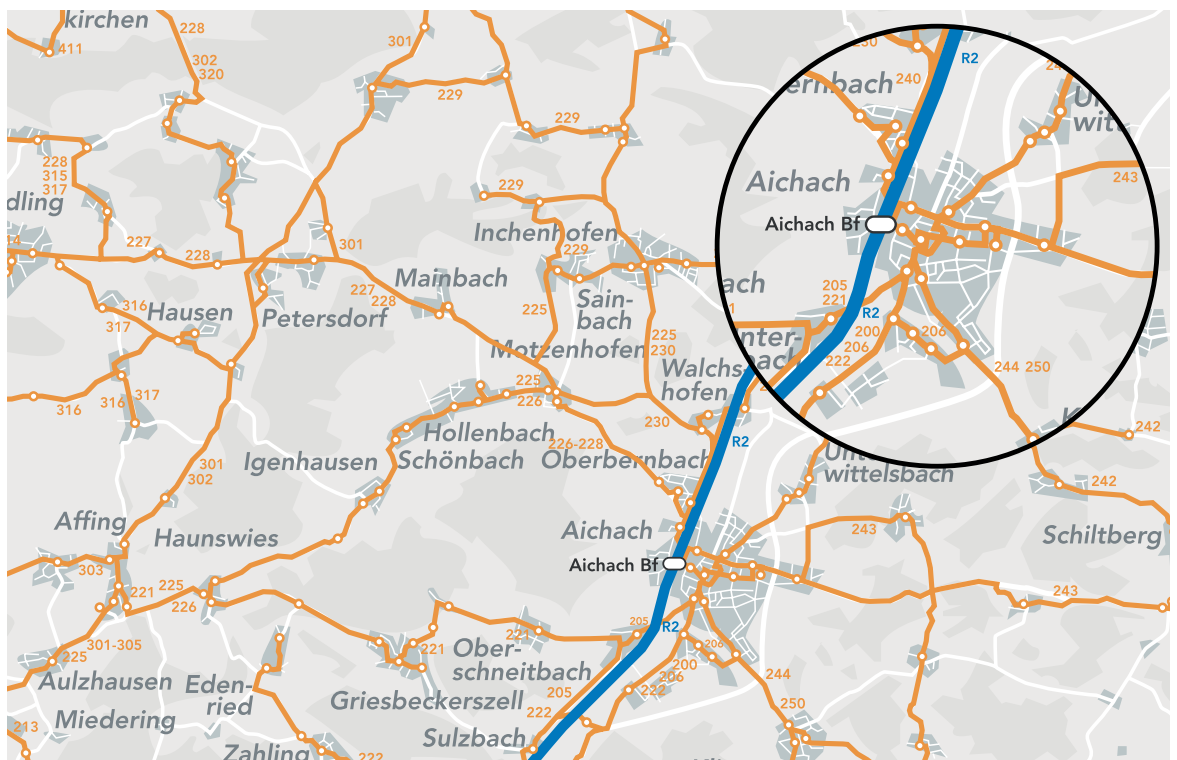 kirchen
228
411
302
320
301
229
229
228
315
317
dling
14
227
228
301
229
Inchenhofen
229
Mainbach
227
228
316
317
Hausen
Petersdorf
225
Sain-
bach
Motzenhofen
225
230
Walchs-
hofen
316
316
317
225
226
230
R2
Hollenbach
Schönbach
226-228
Oberbernbach
Igenhausen
301
302
Affing
Haunswies
Aichach
Aichach Bf
303
221
225
226
301-305
225
Aulzhausen
Eden-
ried
Miedering
213
Zahling
222
221
221
Ober-
schneitbach
Griesbeckerszell
205
R2
205
222
Sulzbach
200
206
206
222
244
250
243
243
Schiltberg
242
242
wittelsbach
R2
240
ernbach
243
Aichach
Aichach Bf
205
221
R2
200
206
206
222
244 250